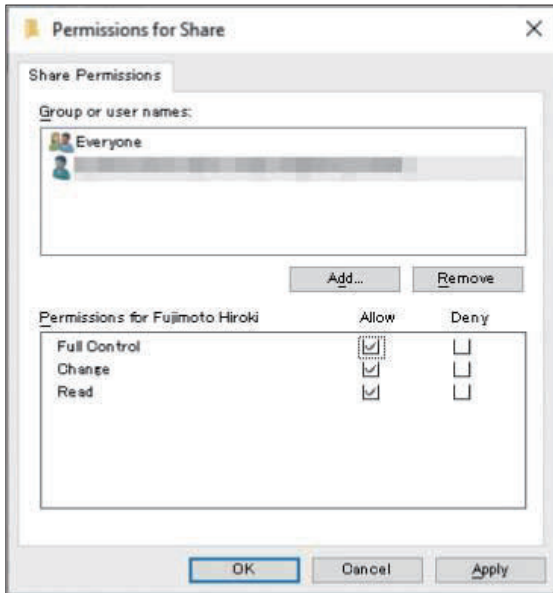 Permissions for Share
Share Permissions
Group or user names:
Everyone
Add...
Remove
Permissions for Fujimoto Hiroki
Allow
Deny
Full Control
Change
Read
OK
Cancel
Apply